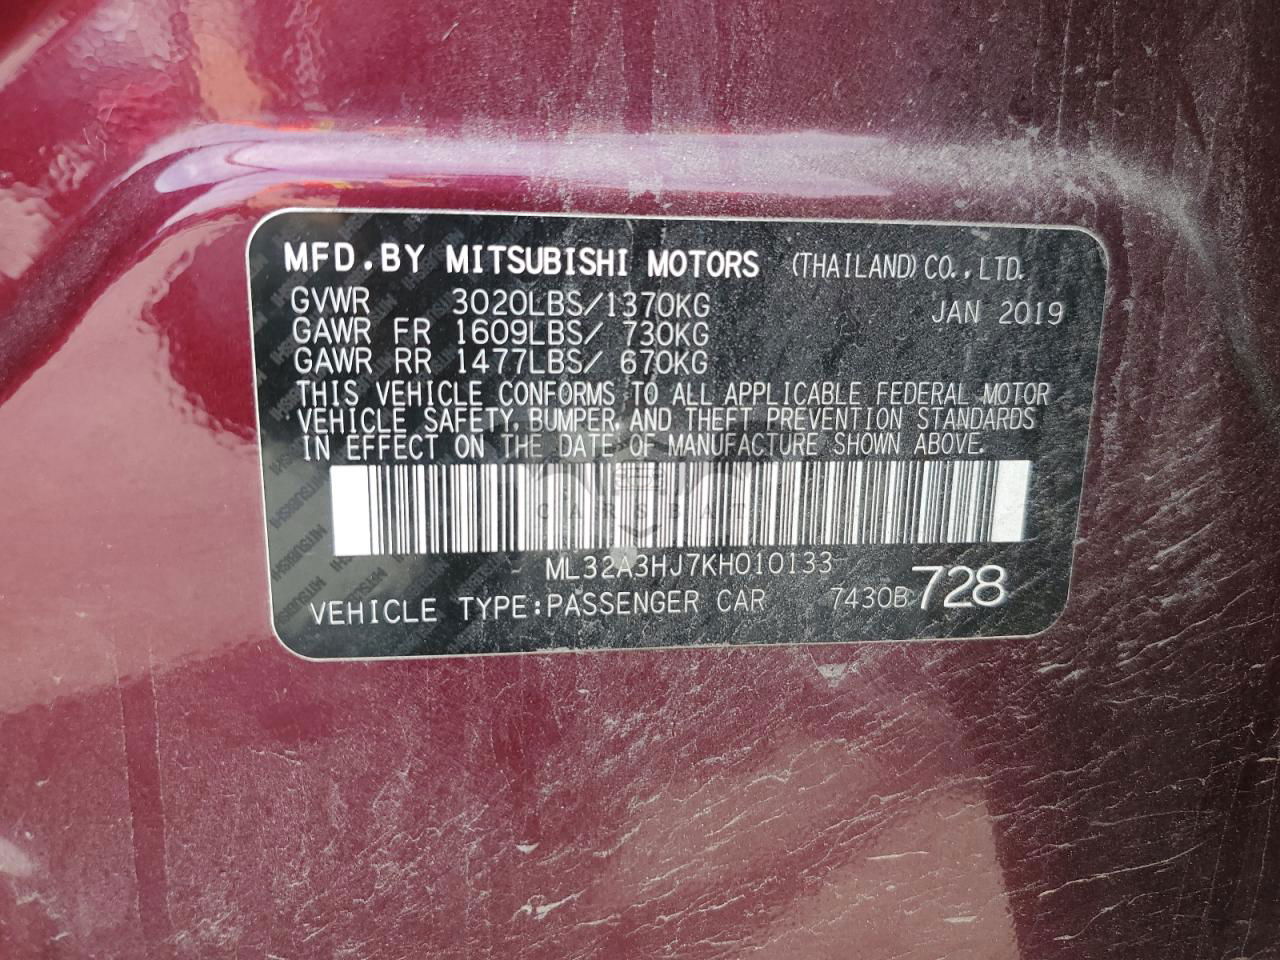 MFD.BY MITSUBISHI MOTORS (THAILAND) CO., LTD.
GVWR 3020LBS/1370KG JAN 2019
GAWR FR 1609LBS/ 730KG
GAWR RR 1477LBS/ 670KG
THIS VEHICLE CONFORMS TO ALL APPLICABLE FEDERAL MOTOR
VEHICLE SAFETY, BUMPER, AND THEFT PREVENTION STANDARDS
IN EFFECT ON THE DATE OF MANUFACTURE SHOWN ABOVE.
CARSBAT
ML32A3HJ7KH010133
VEHICLE TYPE:PASSENGER CAR 7430B 728